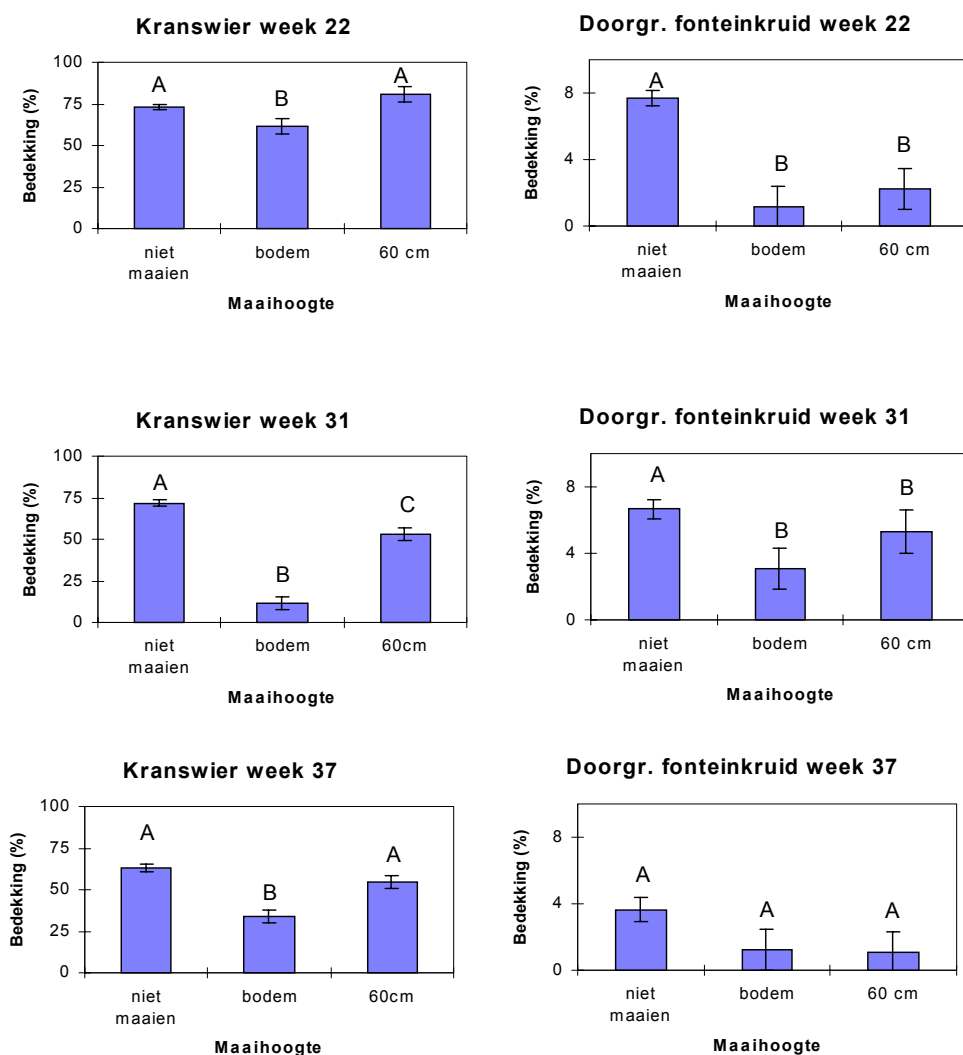 Kranswier week 22
100
75
50
25
0
Bedekking (%)
A
B
A
niet maaien
bodem
60 cm
Maaihoogte
Doorgr. fonteinkruid week 22
8
4
0
Bedekking (%)
A
B
B
niet maaien
bodem
60 cm
Maaihoogte
Kranswier week 31
100
75
50
25
0
Bedekking (%)
A
B
C
niet maaien
bodem
60cm
Maaihoogte
Doorgr. fonteinkruid week 31
8
4
0
Bedekking (%)
A
B
B
niet maaien
bodem
60 cm
Maaihoogte
Kranswier week 37
100
75
50
25
0
Bedekking (%)
A
B
A
niet maaien
bodem
60cm
Maaihoogte
Doorgr. fonteinkruid week 37
8
4
0
Bedekking (%)
A
A
A
niet maaien
bodem
60 cm
Maaihoogte